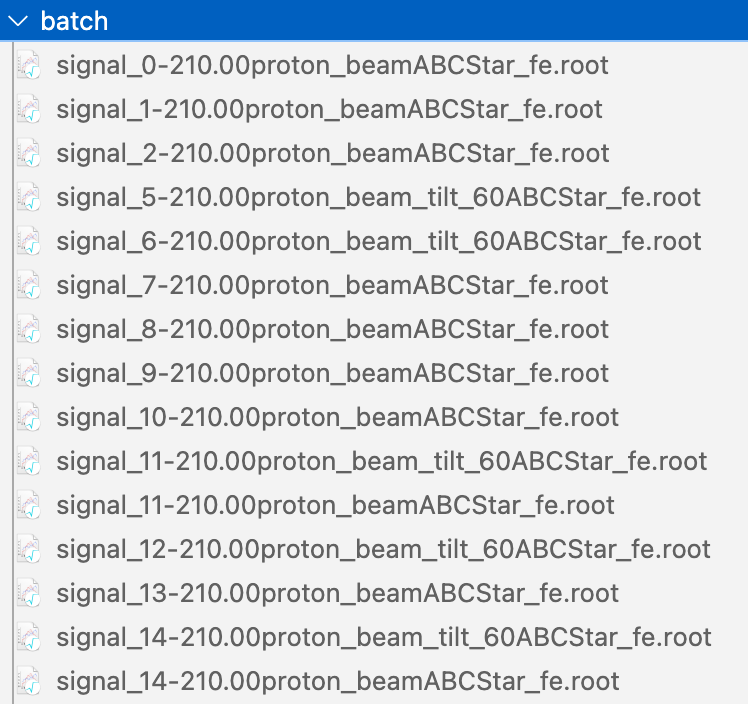 batch
signal_0-210.00proton_beamABCStar_fe.root
signal_1-210.00proton_beamABCStar_fe.root
signal_2-210.00proton_beamABCStar_fe.root
signal_5-210.00proton_beam_tilt_60ABCStar_fe.root
signal_6-210.00proton_beam_tilt_60ABCStar_fe.root
signal_7-210.00proton_beamABCStar_fe.root
signal_8-210.00proton_beamABCStar_fe.root
signal_9-210.00proton_beamABCStar_fe.root
signal_10-210.00proton_beamABCStar_fe.root
signal_11-210.00proton_beam_tilt_60ABCStar_fe.root
signal_11-210.00proton_beamABCStar_fe.root
signal_12-210.00proton_beam_tilt_60ABCStar_fe.root
signal_13-210.00proton_beamABCStar_fe.root
signal_14-210.00proton_beam_tilt_60ABCStar_fe.root
signal_14-210.00proton_beamABCStar_fe.root